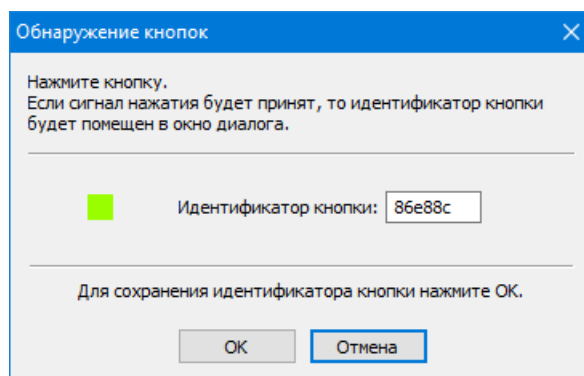 Обнаружение кнопок
Нажмите кнопку.
Если сигнал нажатия будет принят, то идентификатор кнопки
будет помещен в окно диалога.
Идентификатор кнопки: 86e88c
Для сохранения идентификатора кнопки нажмите OK.
OK Отмена